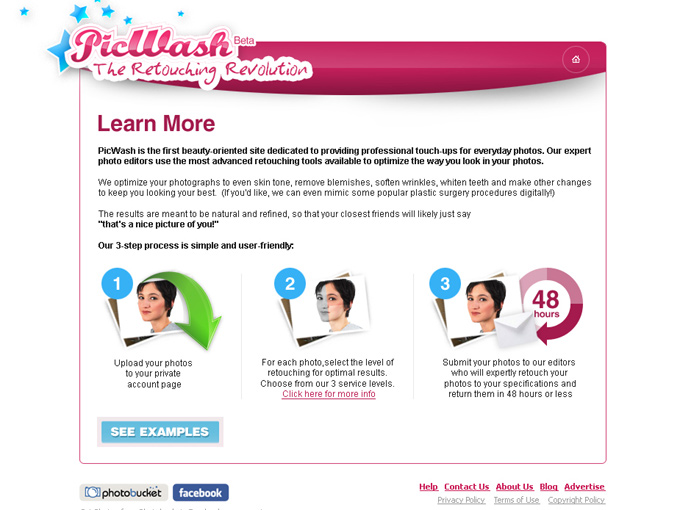 PicWash Beta
The Retouching Revolution
Learn More
PicWash is the first beauty-oriented site dedicated to providing professional touch-ups for everyday photos. Our expert
photo editors use the most advanced retouching tools available to optimize the way you look in your photos.
We optimize your photographs to even skin tone, remove blemishes, soften wrinkles, whiten teeth and make other changes
to keep you looking your best. (If you'd like, we can even mimic some popular plastic surgery procedures digitally!)
The results are meant to be natural and refined, so that your closest friends will likely just say
"that's a nice picture of you!"
Our 3-step process is simple and user-friendly:
1
Upload your photos
to your private
account page
2
For each photo,select the level of
retouching for optimal results.
Choose from our 3 service levels.
Click here for more info
3
48
hours
Submit your photos to our editors
who will expertly retouch your
photos to your specifications and
return them in 48 hours or less
SEE EXAMPLES
photobucket
facebook
Help Contact Us About Us Blog Advertise
Privacy Policy Terms of Use Copyright Policy